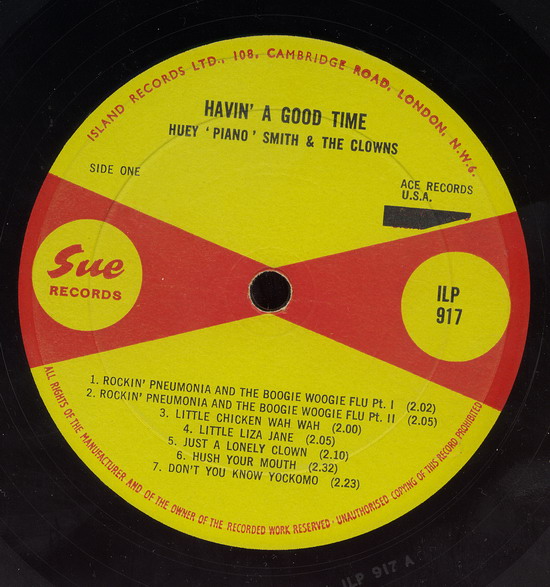 ISLAND RECORDS LTD., 108, CAMBRIDGE ROAD, LONDON, N.W.6.
HAVIN' A GOOD TIME
HUEY 'PIANO' SMITH & THE CLOWNS
SIDE ONE
ACE RECORDS
U.S.A.
Sue
RECORDS
ILP
917
1. ROCKIN' PNEUMONIA AND THE BOOGIE WOOGIE FLU Pt. I (2.02)
2. ROCKIN' PNEUMONIA AND THE BOOGIE WOOGIE FLU Pt. II (2.05)
3. LITTLE CHICKEN WAH WAH (2.00)
4. LITTLE LIZA JANE (2.05)
5. JUST A LONELY CLOWN (2.10)
6. HUSH YOUR MOUTH (2.32)
7. DON'T YOU KNOW YOCKOMO (2.23)
ALL RIGHTS OF THE MANUFACTURER AND OF THE OWNER OF THE RECORDED WORK RESERVED · UNAUTHORISED COPYING OF THIS RECORD PROHIBITED
ILP 917 A